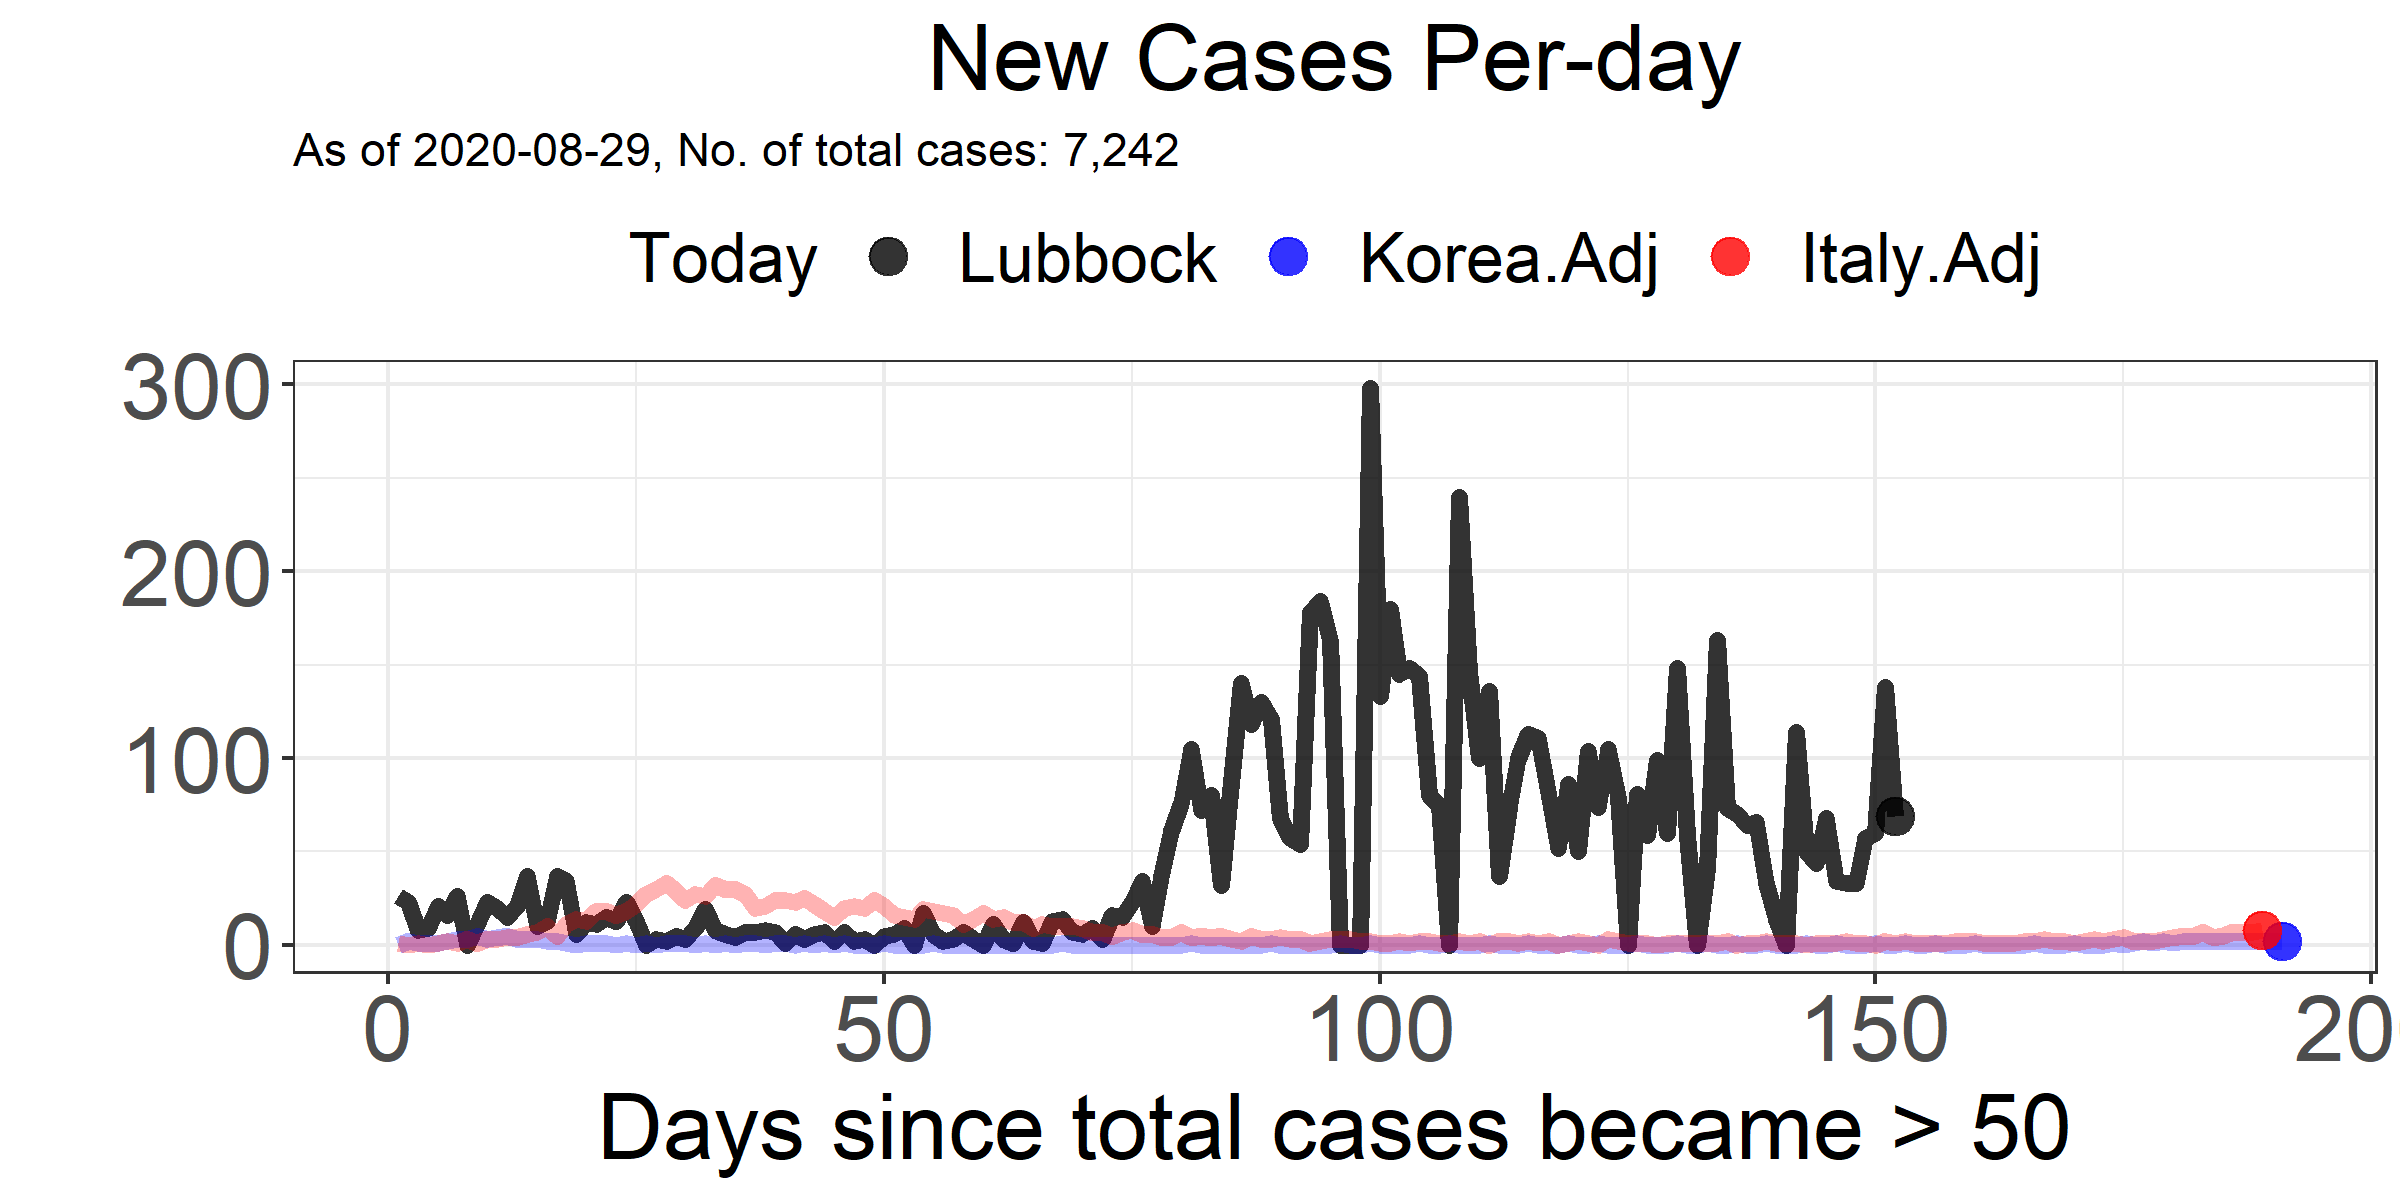 New Cases Per-day
As of 2020-08-29, No. of total cases: 7,242
Today Lubbock Korea.Adj Italy.Adj
300
200
100
0
0 50 100 150 20
Days since total cases became > 50